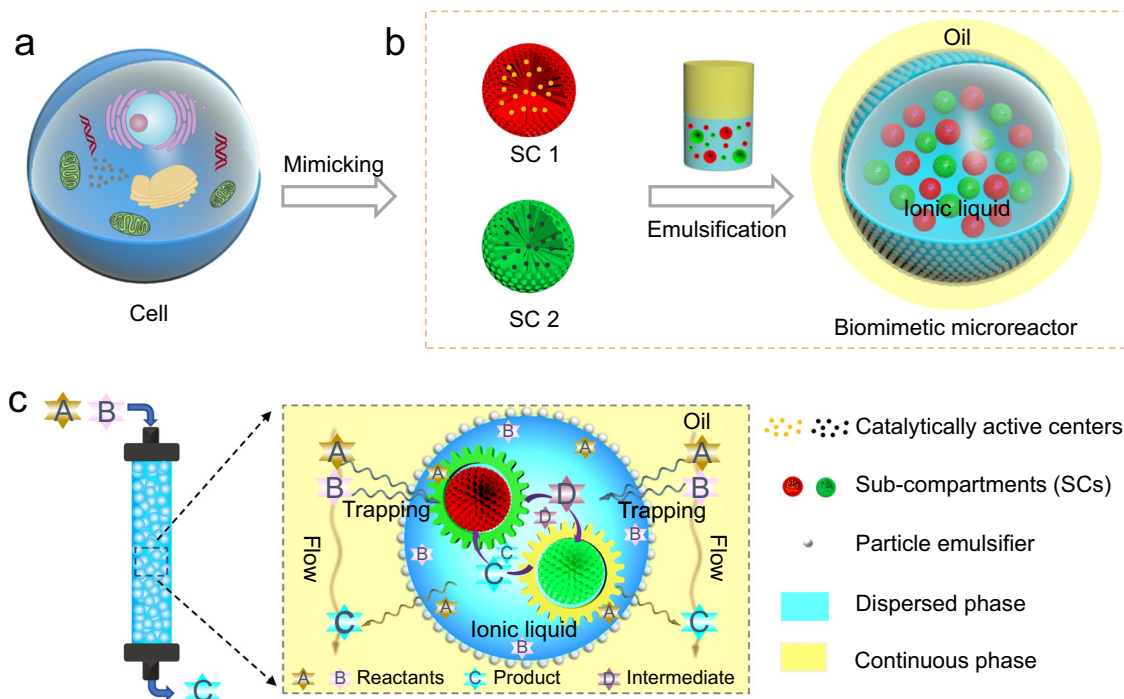 a
b
Oil
SC 1
Mimicking
Emulsification
Ionic liquid
Cell
SC 2
Biomimetic microreactor
c
A B
Oil
A
B
A
B
A
A
B
Trapping
D
D
Trapping
Flow
B
C
C
B
Flow
C
A
A
C
Ionic liquid
B
C
A B Reactants C Product D Intermediate
Catalytically active centers
Sub-compartments (SCs)
Particle emulsifier
Dispersed phase
Continuous phase